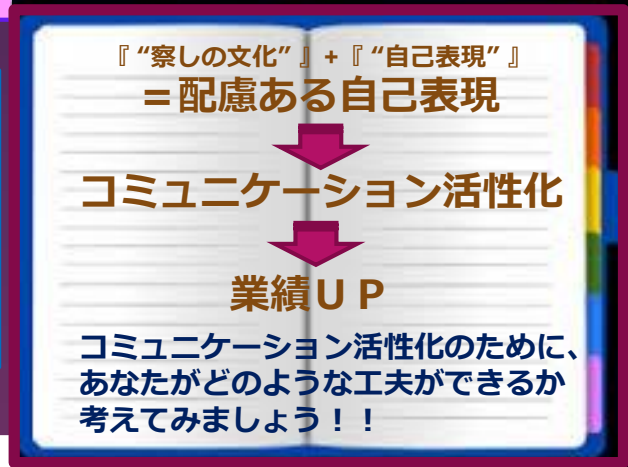 『 “察しの文化” 』+『 “自己表現” 』
＝配慮ある自己表現
コミュニケーション活性化
業績ＵＰ
コミュニケーション活性化のために、
あなたがどのような工夫ができるか
考えてみましょう！！